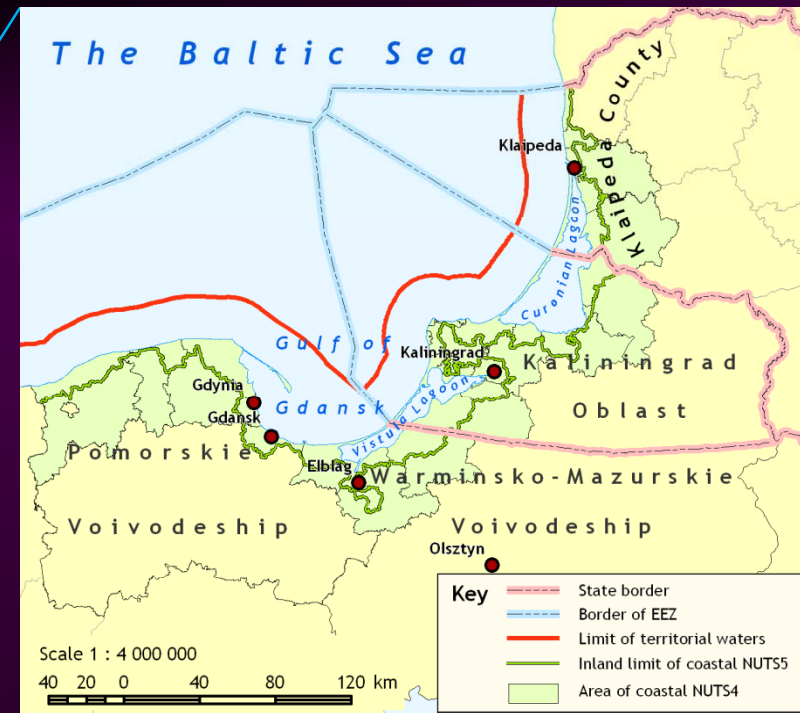 The Baltic Sea
Klaipeda County
Klaipeda
Curonian Lagoon
Gulf of
Gdansk
Kaliningrad
Kaliningrad
Oblast
Vistula Lagoon
Gdynia
Gdansk
Pomorskie
Voivodeship
Elblag
Warminsko-Mazurskie
Voivodeship
Olsztyn
Key
State border
Border of EEZ
Limit of territorial waters
Inland limit of coastal NUTS5
Area of coastal NUTS4
Scale 1 : 4 000 000
40 20 0 40 80 120 km